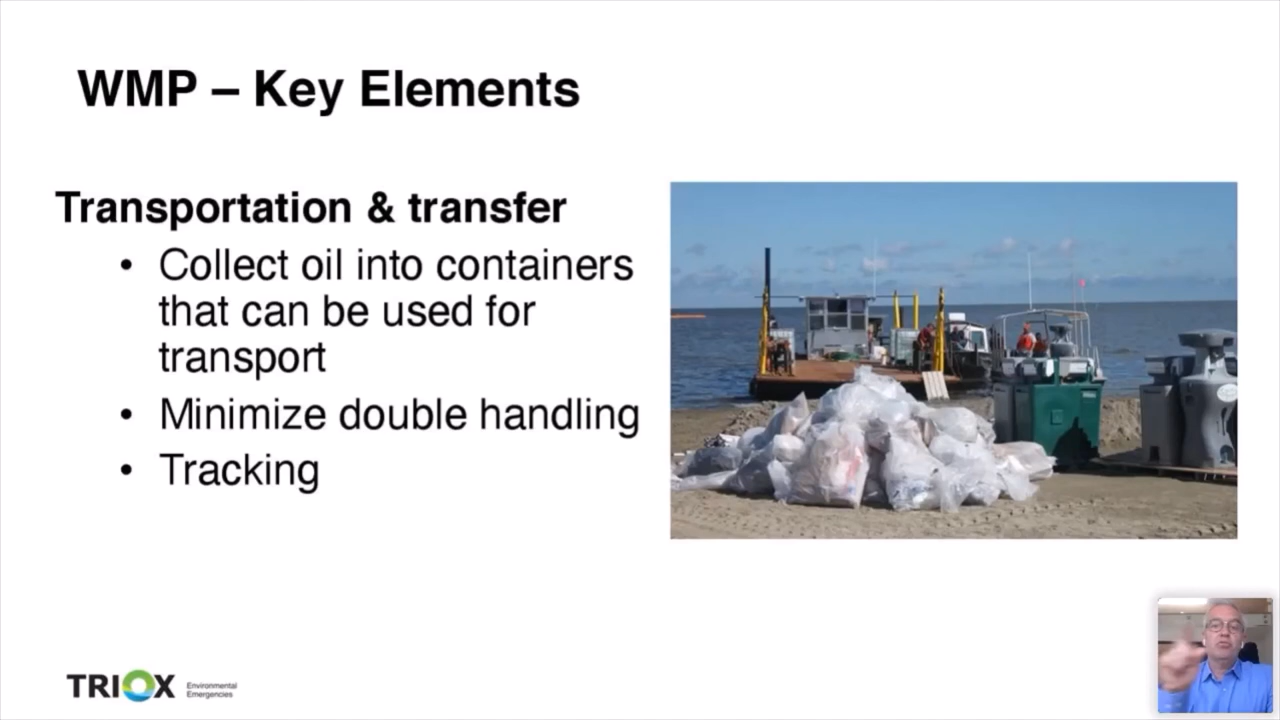 WMP – Key Elements
Transportation & transfer
• Collect oil into containers
that can be used for
transport
• Minimize double handling
• Tracking
TRIOX
Environmental
Emergencies